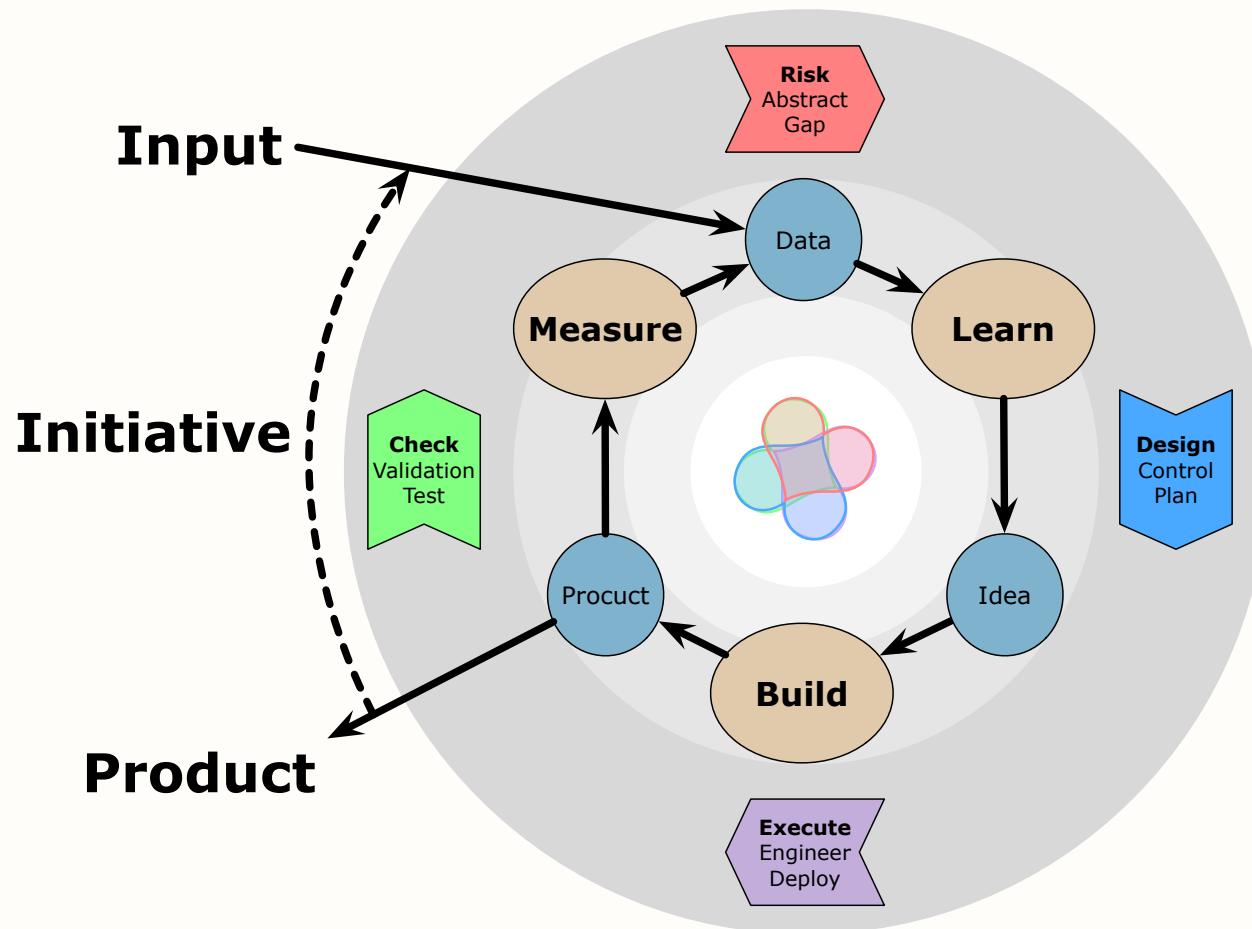 Risk
Abstract
Gap
Input
Data
Measure
Learn
Initiative
Check
Validation
Test
Design
Control
Plan
Procuct
Idea
Build
Product
Execute
Engineer
Deploy